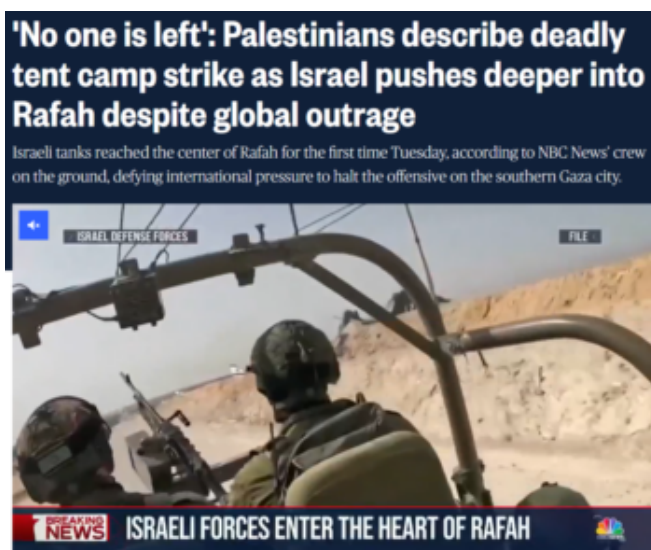 'No one is left': Palestinians describe deadly
tent camp strike as Israel pushes deeper into
Rafah despite global outrage
Israeli tanks reached the center of Rafah for the first time Tuesday, according to NBC News' crew
on the ground, defying international pressure to halt the offensive on the southern Gaza city.
ISRAEL DEFENSE FORCES
FILE
BREAKING
NEWS
ISRAELI FORCES ENTER THE HEART OF RAFAH